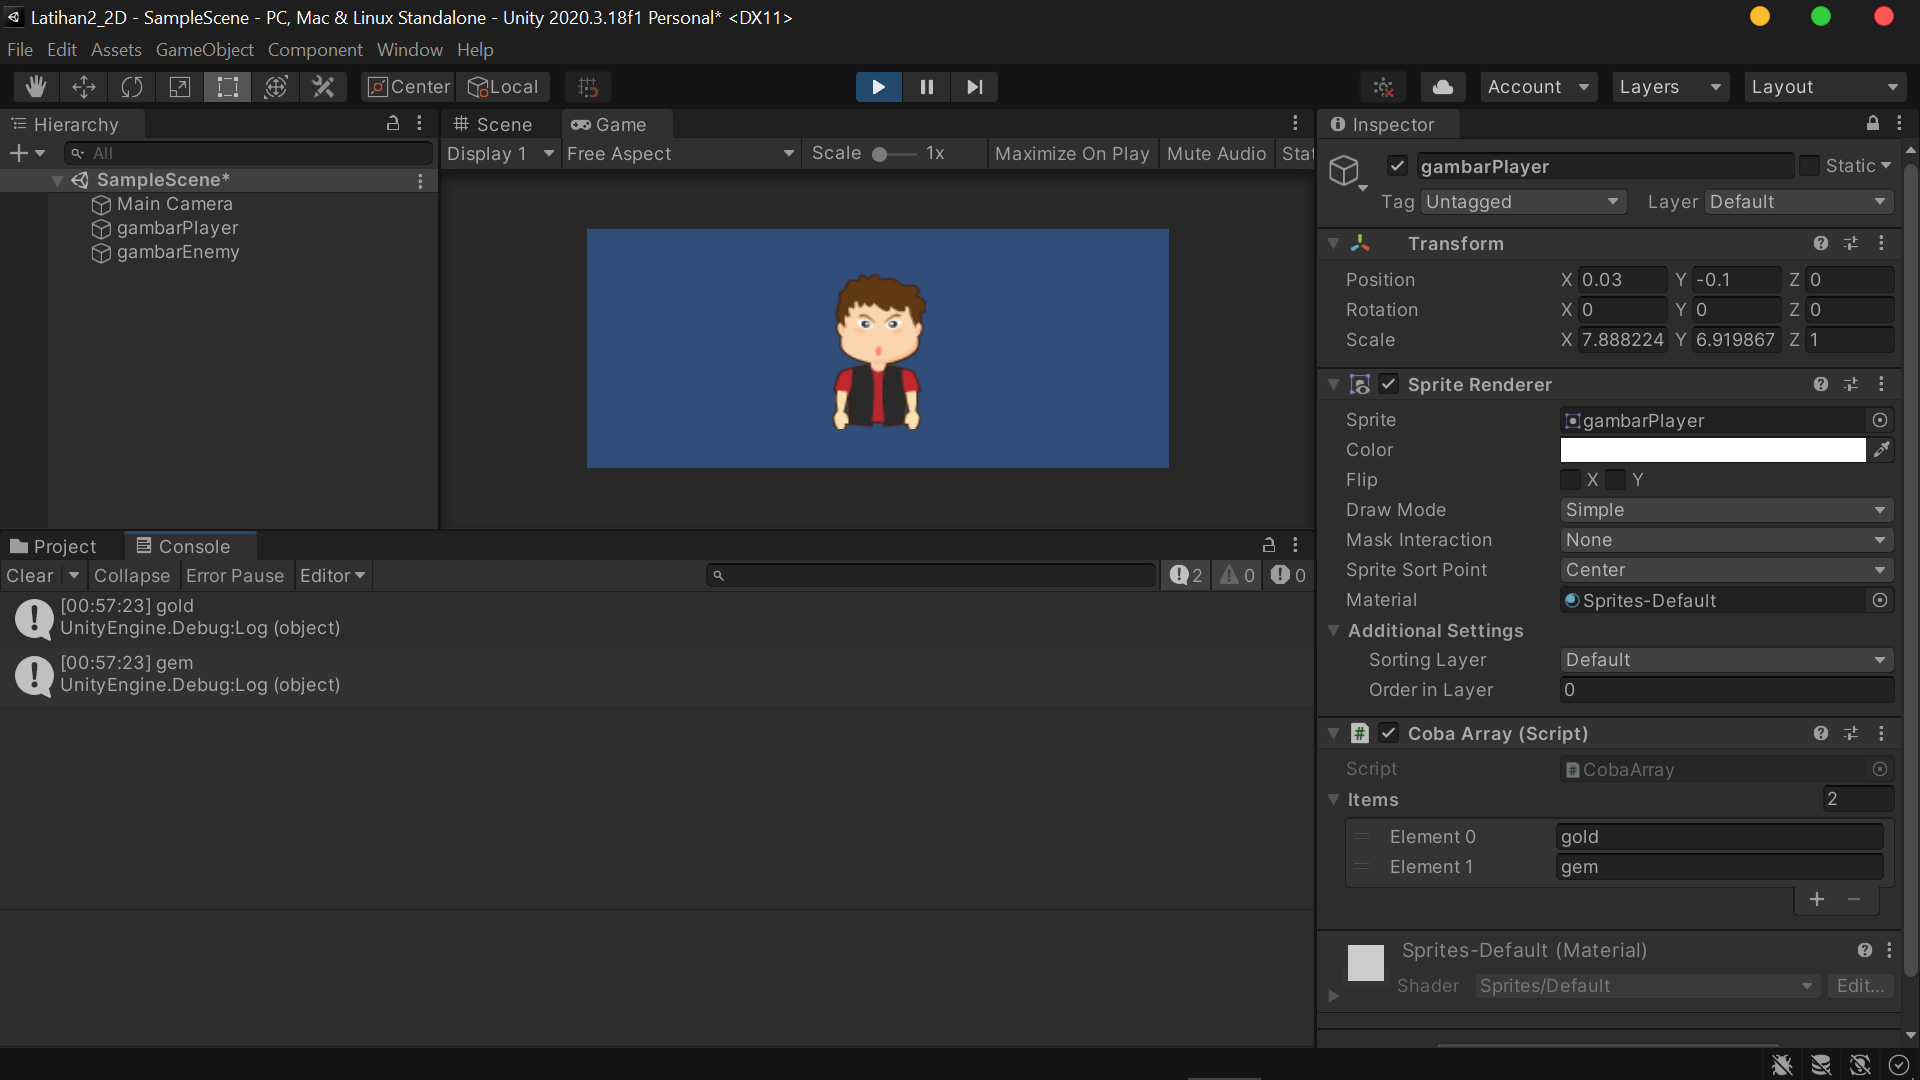 Latihan2_2D - SampleScene - PC, Mac & Linux Standalone - Unity 2020.3.18f1 Personal* <DX11>
File Edit Assets GameObject Component Window Help
Center Local Account Layers Layout
Hierarchy
All
SampleScene*
Main Camera
gambarPlayer
gambarEnemy
Scene Game
Display 1 Free Aspect Scale 1x Maximize On Play Mute Audio Stat
Project Console
Clear Collapse Error Pause Editor 2 0 0
[00:57:23] gold
UnityEngine.Debug:Log (object)
[00:57:23] gem
UnityEngine.Debug:Log (object)
Inspector
gambarPlayer Static
Tag Untagged Layer Default
Transform
Position X 0.03 Y -0.1 Z 0
Rotation X 0 Y 0 Z 0
Scale X 7.888224 Y 6.919867 Z 1
Sprite Renderer
Sprite gambarPlayer
Color
Flip X Y
Draw Mode Simple
Mask Interaction None
Sprite Sort Point Center
Material Sprites-Default
Additional Settings
Sorting Layer Default
Order in Layer 0
# Coba Array (Script)
Script # CobaArray
Items 2
Element 0 gold
Element 1 gem
Sprites-Default (Material)
Shader Sprites/Default Edit...